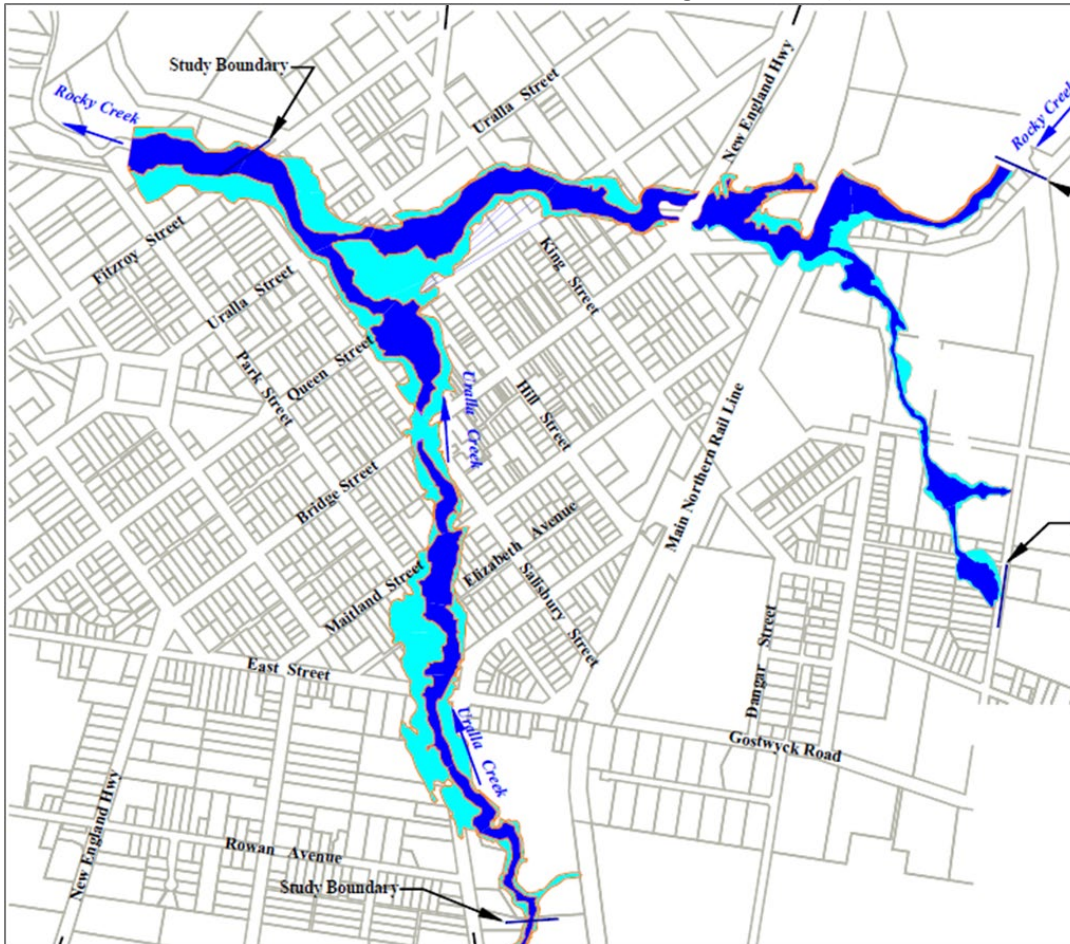 Study Boundary
Uralla Street
New England Hwy
Rocky Creek
Rocky Creek
Fitzroy Street
Uralla Street
King Street
Park Street
Queen Street
Uralla Creek
Hill Street
Main Northern Rail Line
Bridge Street
Elizabeth Avenue
Maitland Street
Salisbury Street
Dangar Street
East Street
Uralla Creek
Gostwyck Road
New England Hwy
Rowan Avenue
Study Boundary